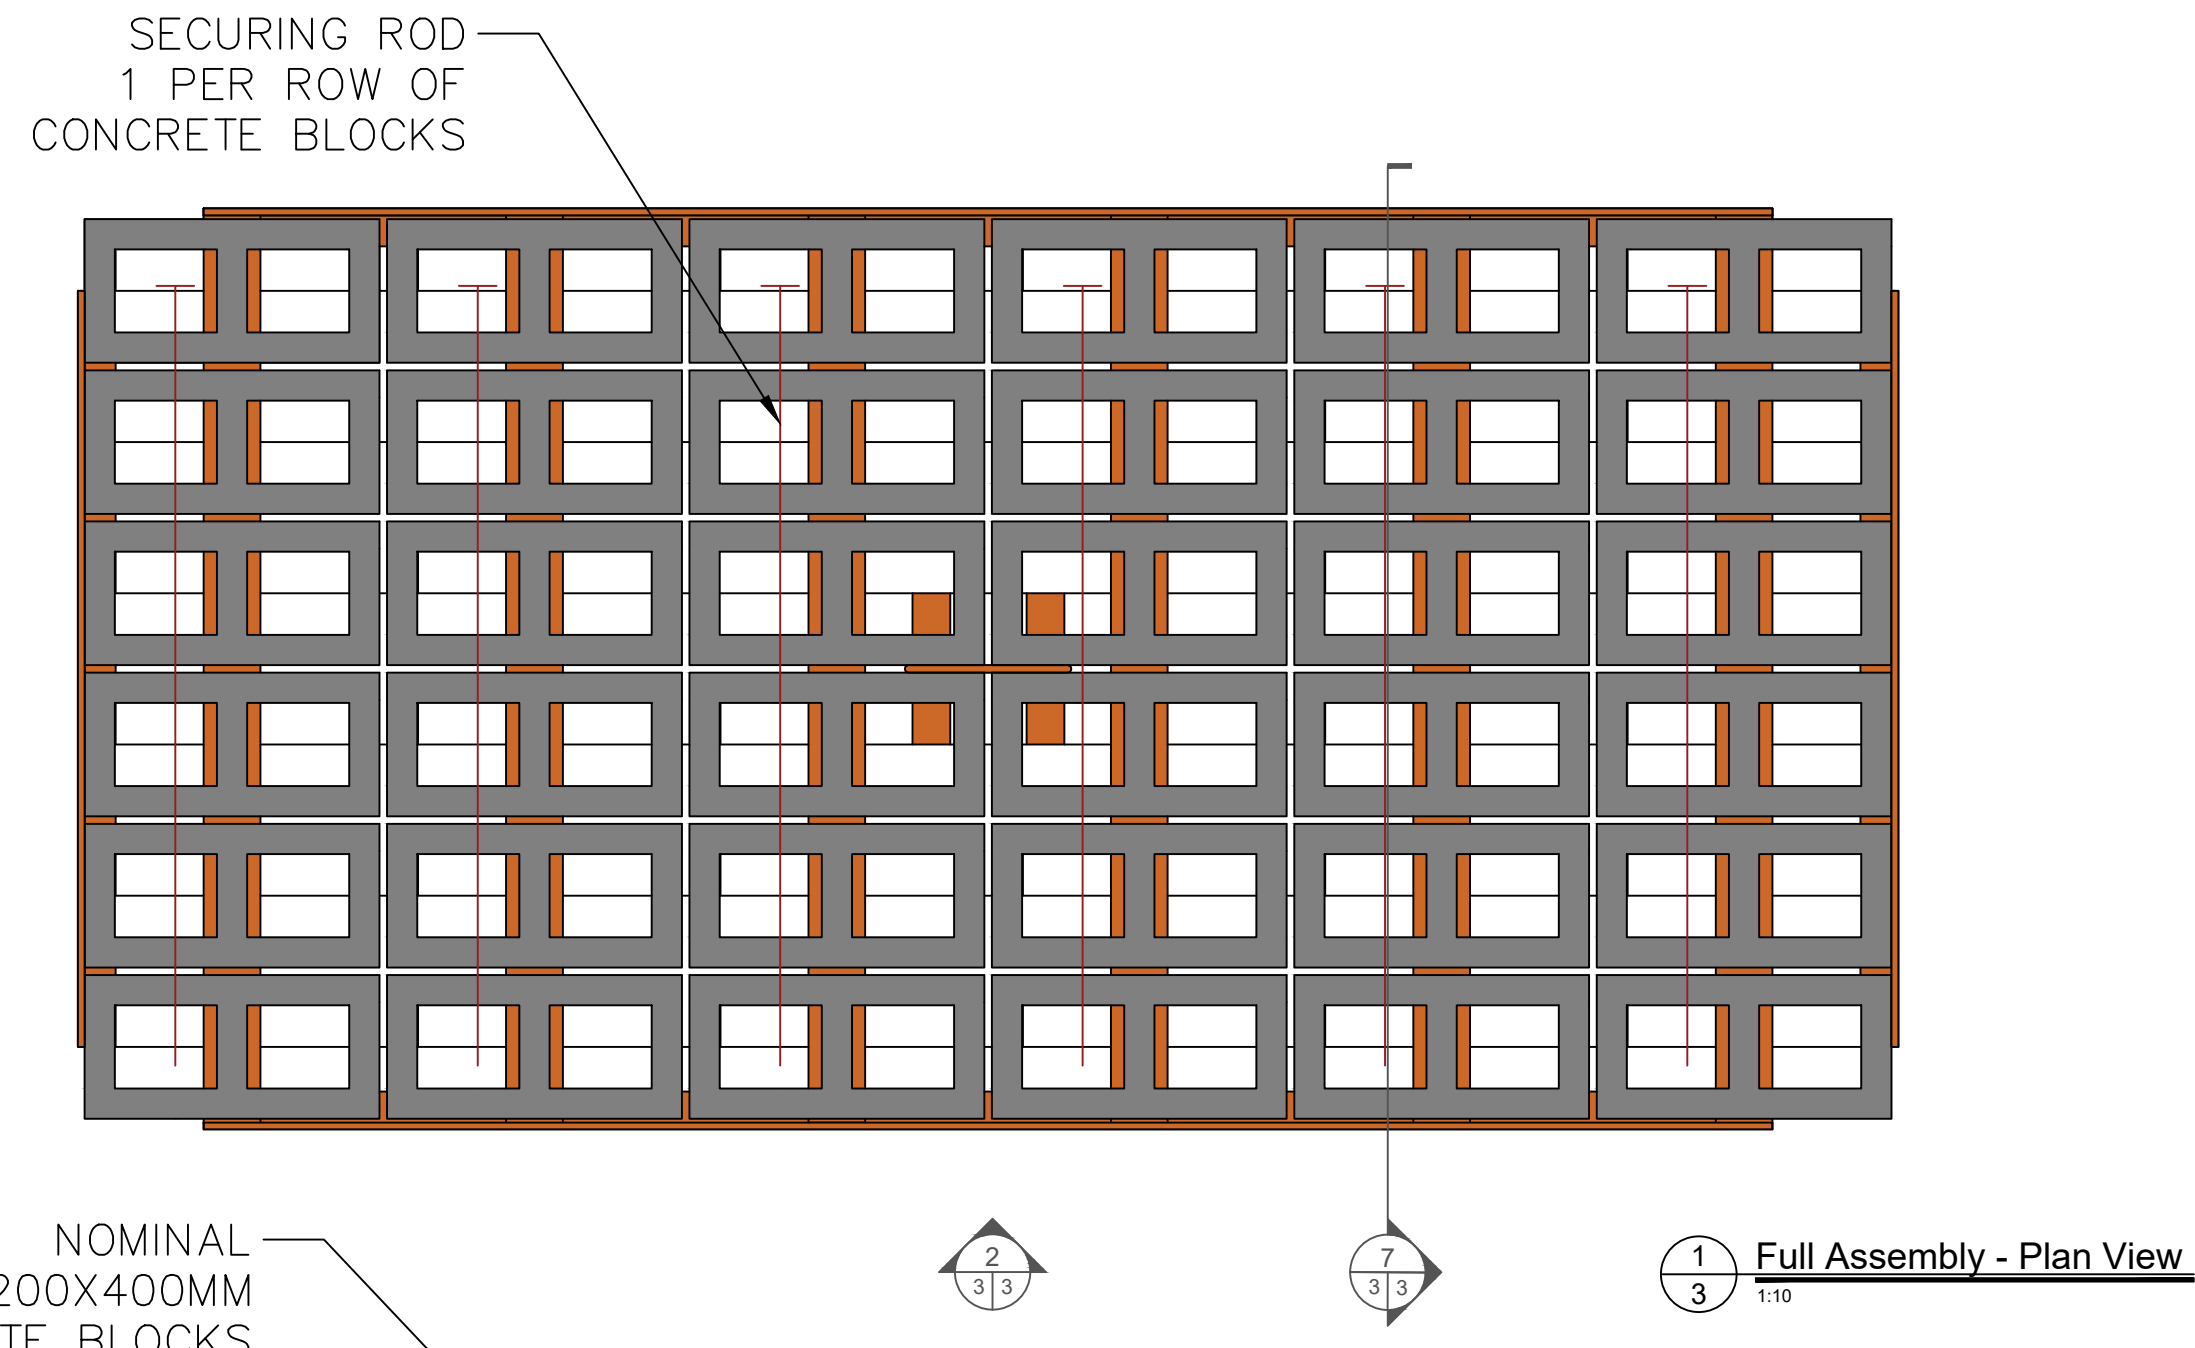 SECURING ROD
1 PER ROW OF
CONCRETE BLOCKS
NOMINAL
200X400MM
BLOCKS
2
3 3
7
3 3
1
3
Full Assembly - Plan View
1:10